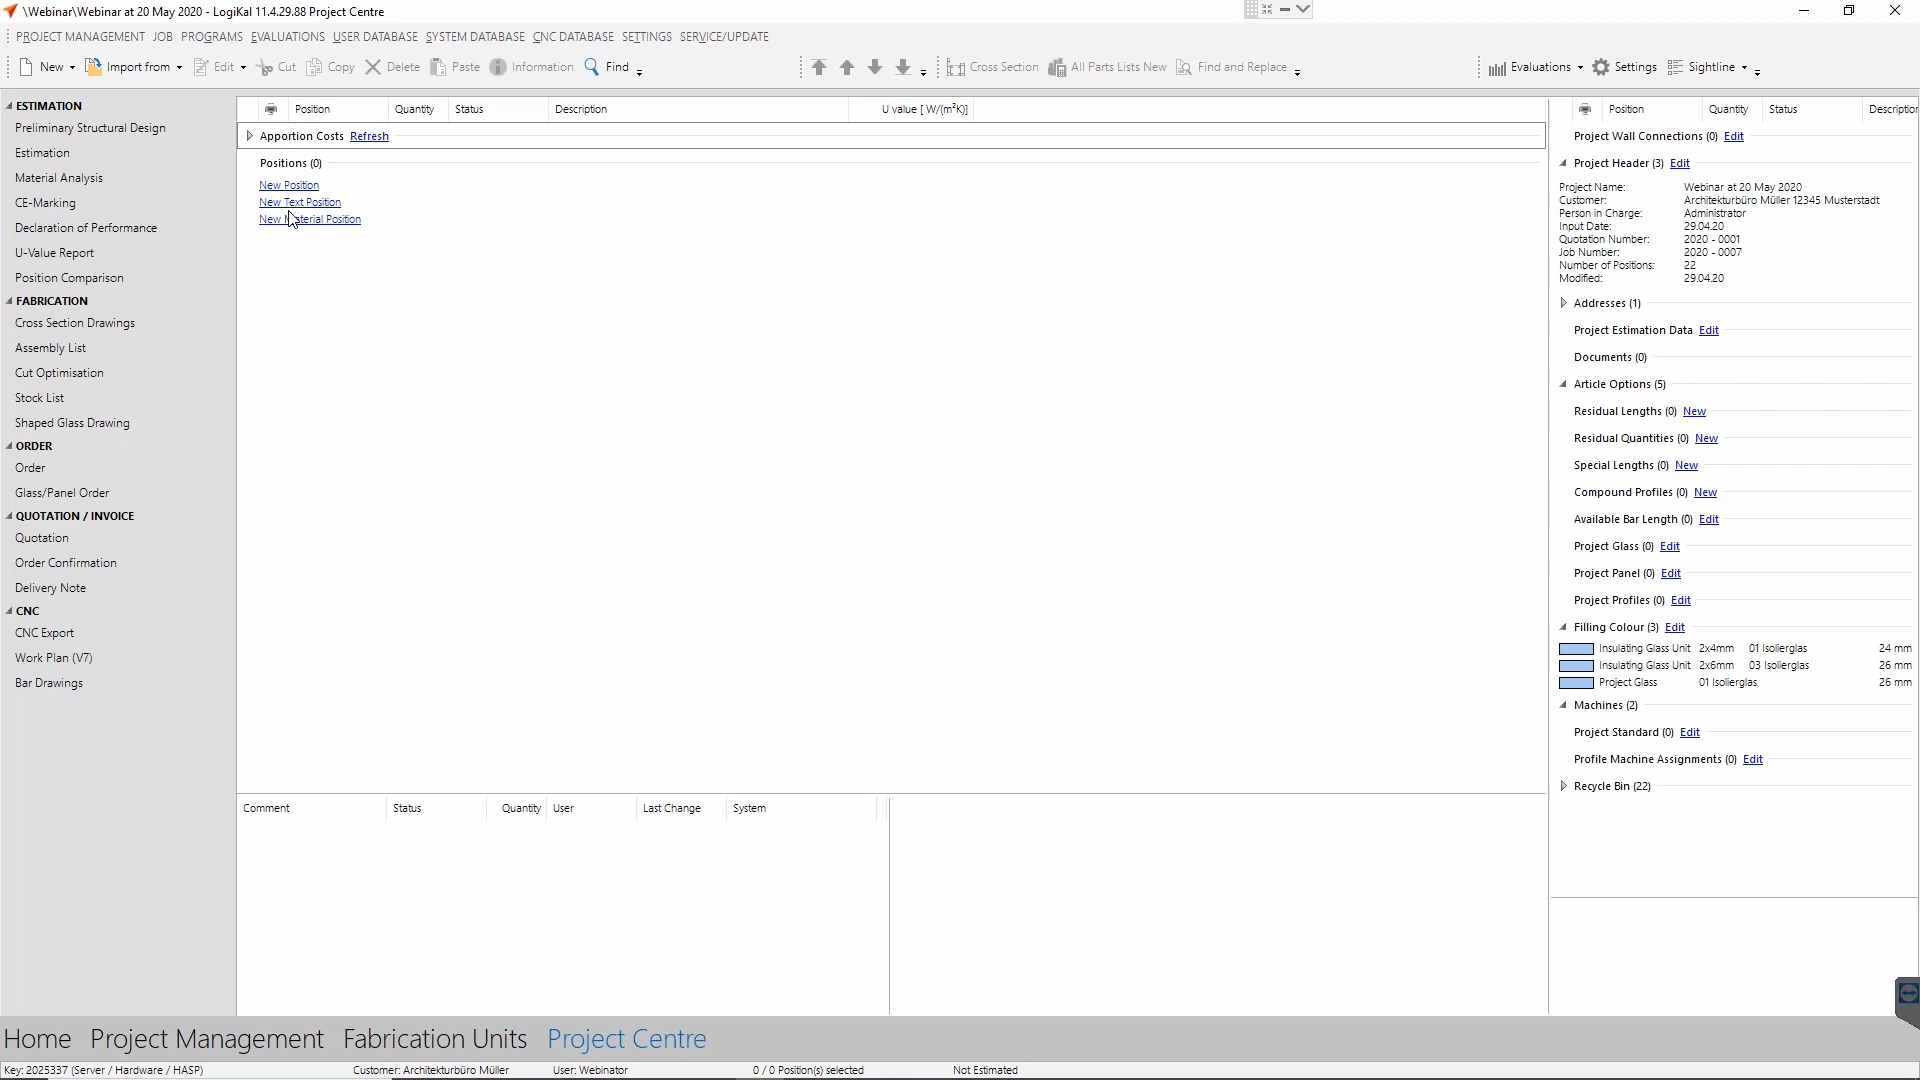 \Webinar\Webinar at 20 May 2020 - LogiKal 11.4.29.88 Project Centre
PROJECT MANAGEMENT JOB PROGRAMS EVALUATIONS USER DATABASE SYSTEM DATABASE CNC DATABASE SETTINGS SERVICE/UPDATE
New Import from Edit Cut Copy Delete Paste Information Find Cross Section All Parts Lists New Find and Replace Evaluations Settings Sightline
ESTIMATION
Preliminary Structural Design
Estimation
Material Analysis
CE-Marking
Declaration of Performance
U-Value Report
Position Comparison
FABRICATION
Cross Section Drawings
Assembly List
Cut Optimisation
Stock List
Shaped Glass Drawing
ORDER
Order
Glass/Panel Order
QUOTATION / INVOICE
Quotation
Order Confirmation
Delivery Note
CNC
CNC Export
Work Plan (V7)
Bar Drawings
Position Quantity Status Description U value [ W/(m²K)]
Apportion Costs Refresh
Positions (0)
New Position
New Text Position
New Material Position
Comment Status Quantity User Last Change System
Position Quantity Status Descriptior
Project Wall Connections (0) Edit
Project Header (3) Edit
Project Name: Webinar at 20 May 2020
Customer: Architekturbüro Müller 12345 Musterstadt
Person in Charge: Administrator
Input Date: 29.04.20
Quotation Number: 2020 - 0001
Job Number: 2020 - 0007
Number of Positions: 22
Modified: 29.04.20
Addresses (1)
Project Estimation Data Edit
Documents (0)
Article Options (5)
Residual Lengths (0) New
Residual Quantities (0) New
Special Lengths (0) New
Compound Profiles (0) New
Available Bar Length (0) Edit
Project Glass (0) Edit
Project Panel (0) Edit
Project Profiles (0) Edit
Filling Colour (3) Edit
Insulating Glass Unit 2x4mm 01 Isolierglas 24 mm
Insulating Glass Unit 2x6mm 03 Isolierglas 26 mm
Project Glass 01 Isolierglas 26 mm
Machines (2)
Project Standard (0) Edit
Profile Machine Assignments (0) Edit
Recycle Bin (22)
Home Project Management Fabrication Units Project Centre
Key: 2025337 (Server / Hardware / HASP) Customer: Architekturbüro Müller User: Webinator 0 / 0 Position(s) selected Not Estimated